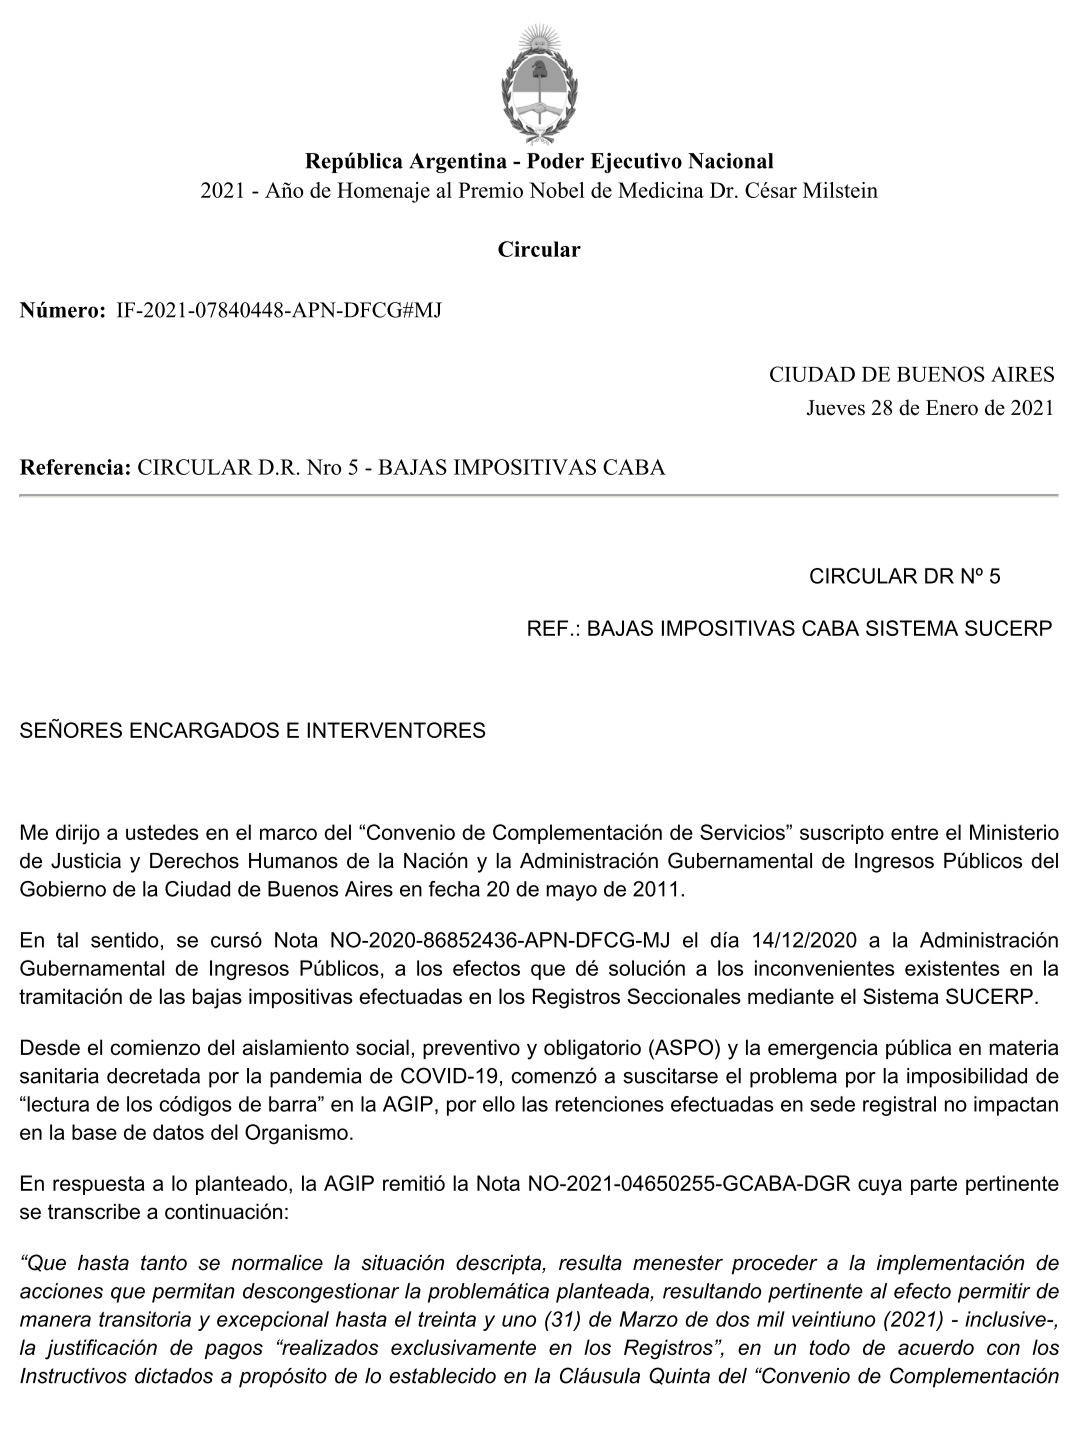 República Argentina - Poder Ejecutivo Nacional
2021 - Año de Homenaje al Premio Nobel de Medicina Dr. César Milstein
Circular
Número: IF-2021-07840448-APN-DFCG#MJ
CIUDAD DE BUENOS AIRES
Jueves 28 de Enero de 2021
Referencia: CIRCULAR D.R. Nro 5 - BAJAS IMPOSITIVAS CABA
CIRCULAR DR Nº 5
REF.: BAJAS IMPOSITIVAS CABA SISTEMA SUCERP
SEÑORES ENCARGADOS E INTERVENTORES
Me dirijo a ustedes en el marco del “Convenio de Complementación de Servicios” suscripto entre el Ministerio
de Justicia y Derechos Humanos de la Nación y la Administración Gubernamental de Ingresos Públicos del
Gobierno de la Ciudad de Buenos Aires en fecha 20 de mayo de 2011.
En tal sentido, se cursó Nota NO-2020-86852436-APN-DFCG-MJ el día 14/12/2020 a la Administración
Gubernamental de Ingresos Públicos, a los efectos que dé solución a los inconvenientes existentes en la
tramitación de las bajas impositivas efectuadas en los Registros Seccionales mediante el Sistema SUCERP.
Desde el comienzo del aislamiento social, preventivo y obligatorio (ASPO) y la emergencia pública en materia
sanitaria decretada por la pandemia de COVID-19, comenzó a suscitarse el problema por la imposibilidad de
“lectura de los códigos de barra” en la AGIP, por ello las retenciones efectuadas en sede registral no impactan
en la base de datos del Organismo.
En respuesta a lo planteado, la AGIP remitió la Nota NO-2021-04650255-GCABA-DGR cuya parte pertinente
se transcribe a continuación:
“Que hasta tanto se normalice la situación descripta, resulta menester proceder a la implementación de
acciones que permitan descongestionar la problemática planteada, resultando pertinente al efecto permitir de
manera transitoria y excepcional hasta el treinta y uno (31) de Marzo de dos mil veintiuno (2021) - inclusive-,
la justificación de pagos “realizados exclusivamente en los Registros”, en un todo de acuerdo con los
Instructivos dictados a propósito de lo establecido en la Cláusula Quinta del “Convenio de Complementación